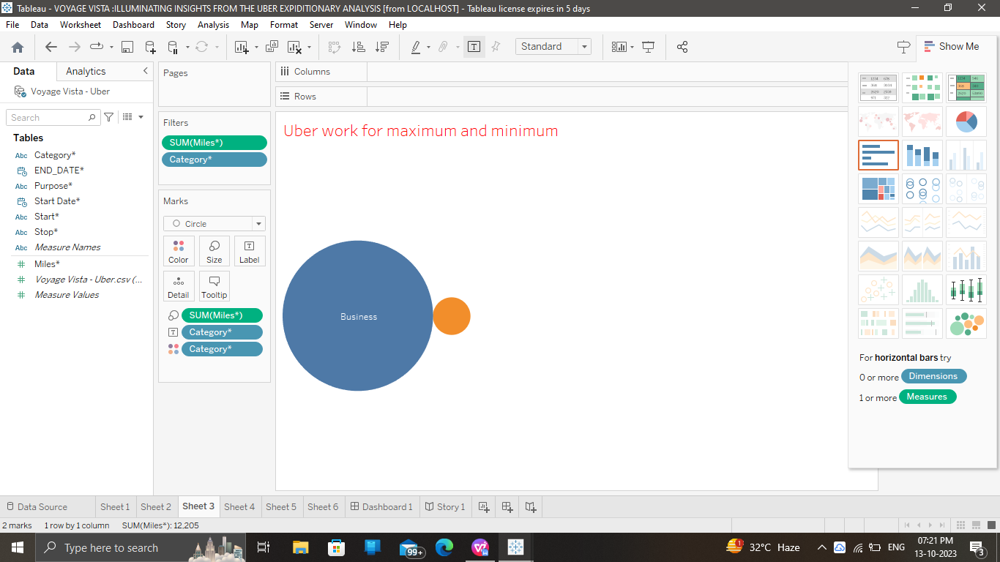 Tableau - VOYAGE VISTA :ILLUMINATING INSIGHTS FROM THE UBER EXPIDITIONARY ANALYSIS [from LOCALHOST] - Tableau license expires in 5 days
File Data Worksheet Dashboard Story Analysis Map Format Server Window Help
Standard
Show Me
Data Analytics
Voyage Vista - Uber
Search
Tables
Abc Category*
END_DATE*
Abc Purpose*
Start Date*
Abc Start*
Abc Stop*
Abc Measure Names
# Miles*
# Voyage Vista - Uber.csv (...
# Measure Values
Pages
Filters
SUM(Miles*)
Category*
Marks
Circle
Color Size Label
Detail Tooltip
SUM(Miles*)
Category*
Category*
Columns
Rows
Uber work for maximum and minimum
Business
For horizontal bars try
0 or more Dimensions
1 or more Measures
Data Source Sheet 1 Sheet 2 Sheet 3 Sheet 4 Sheet 5 Sheet 6 Dashboard 1 Story 1
2 marks 1 row by 1 column SUM(Miles*): 12,205
Type here to search
99+
1
32°C Haze
ENG
07:21 PM
13-10-2023
3